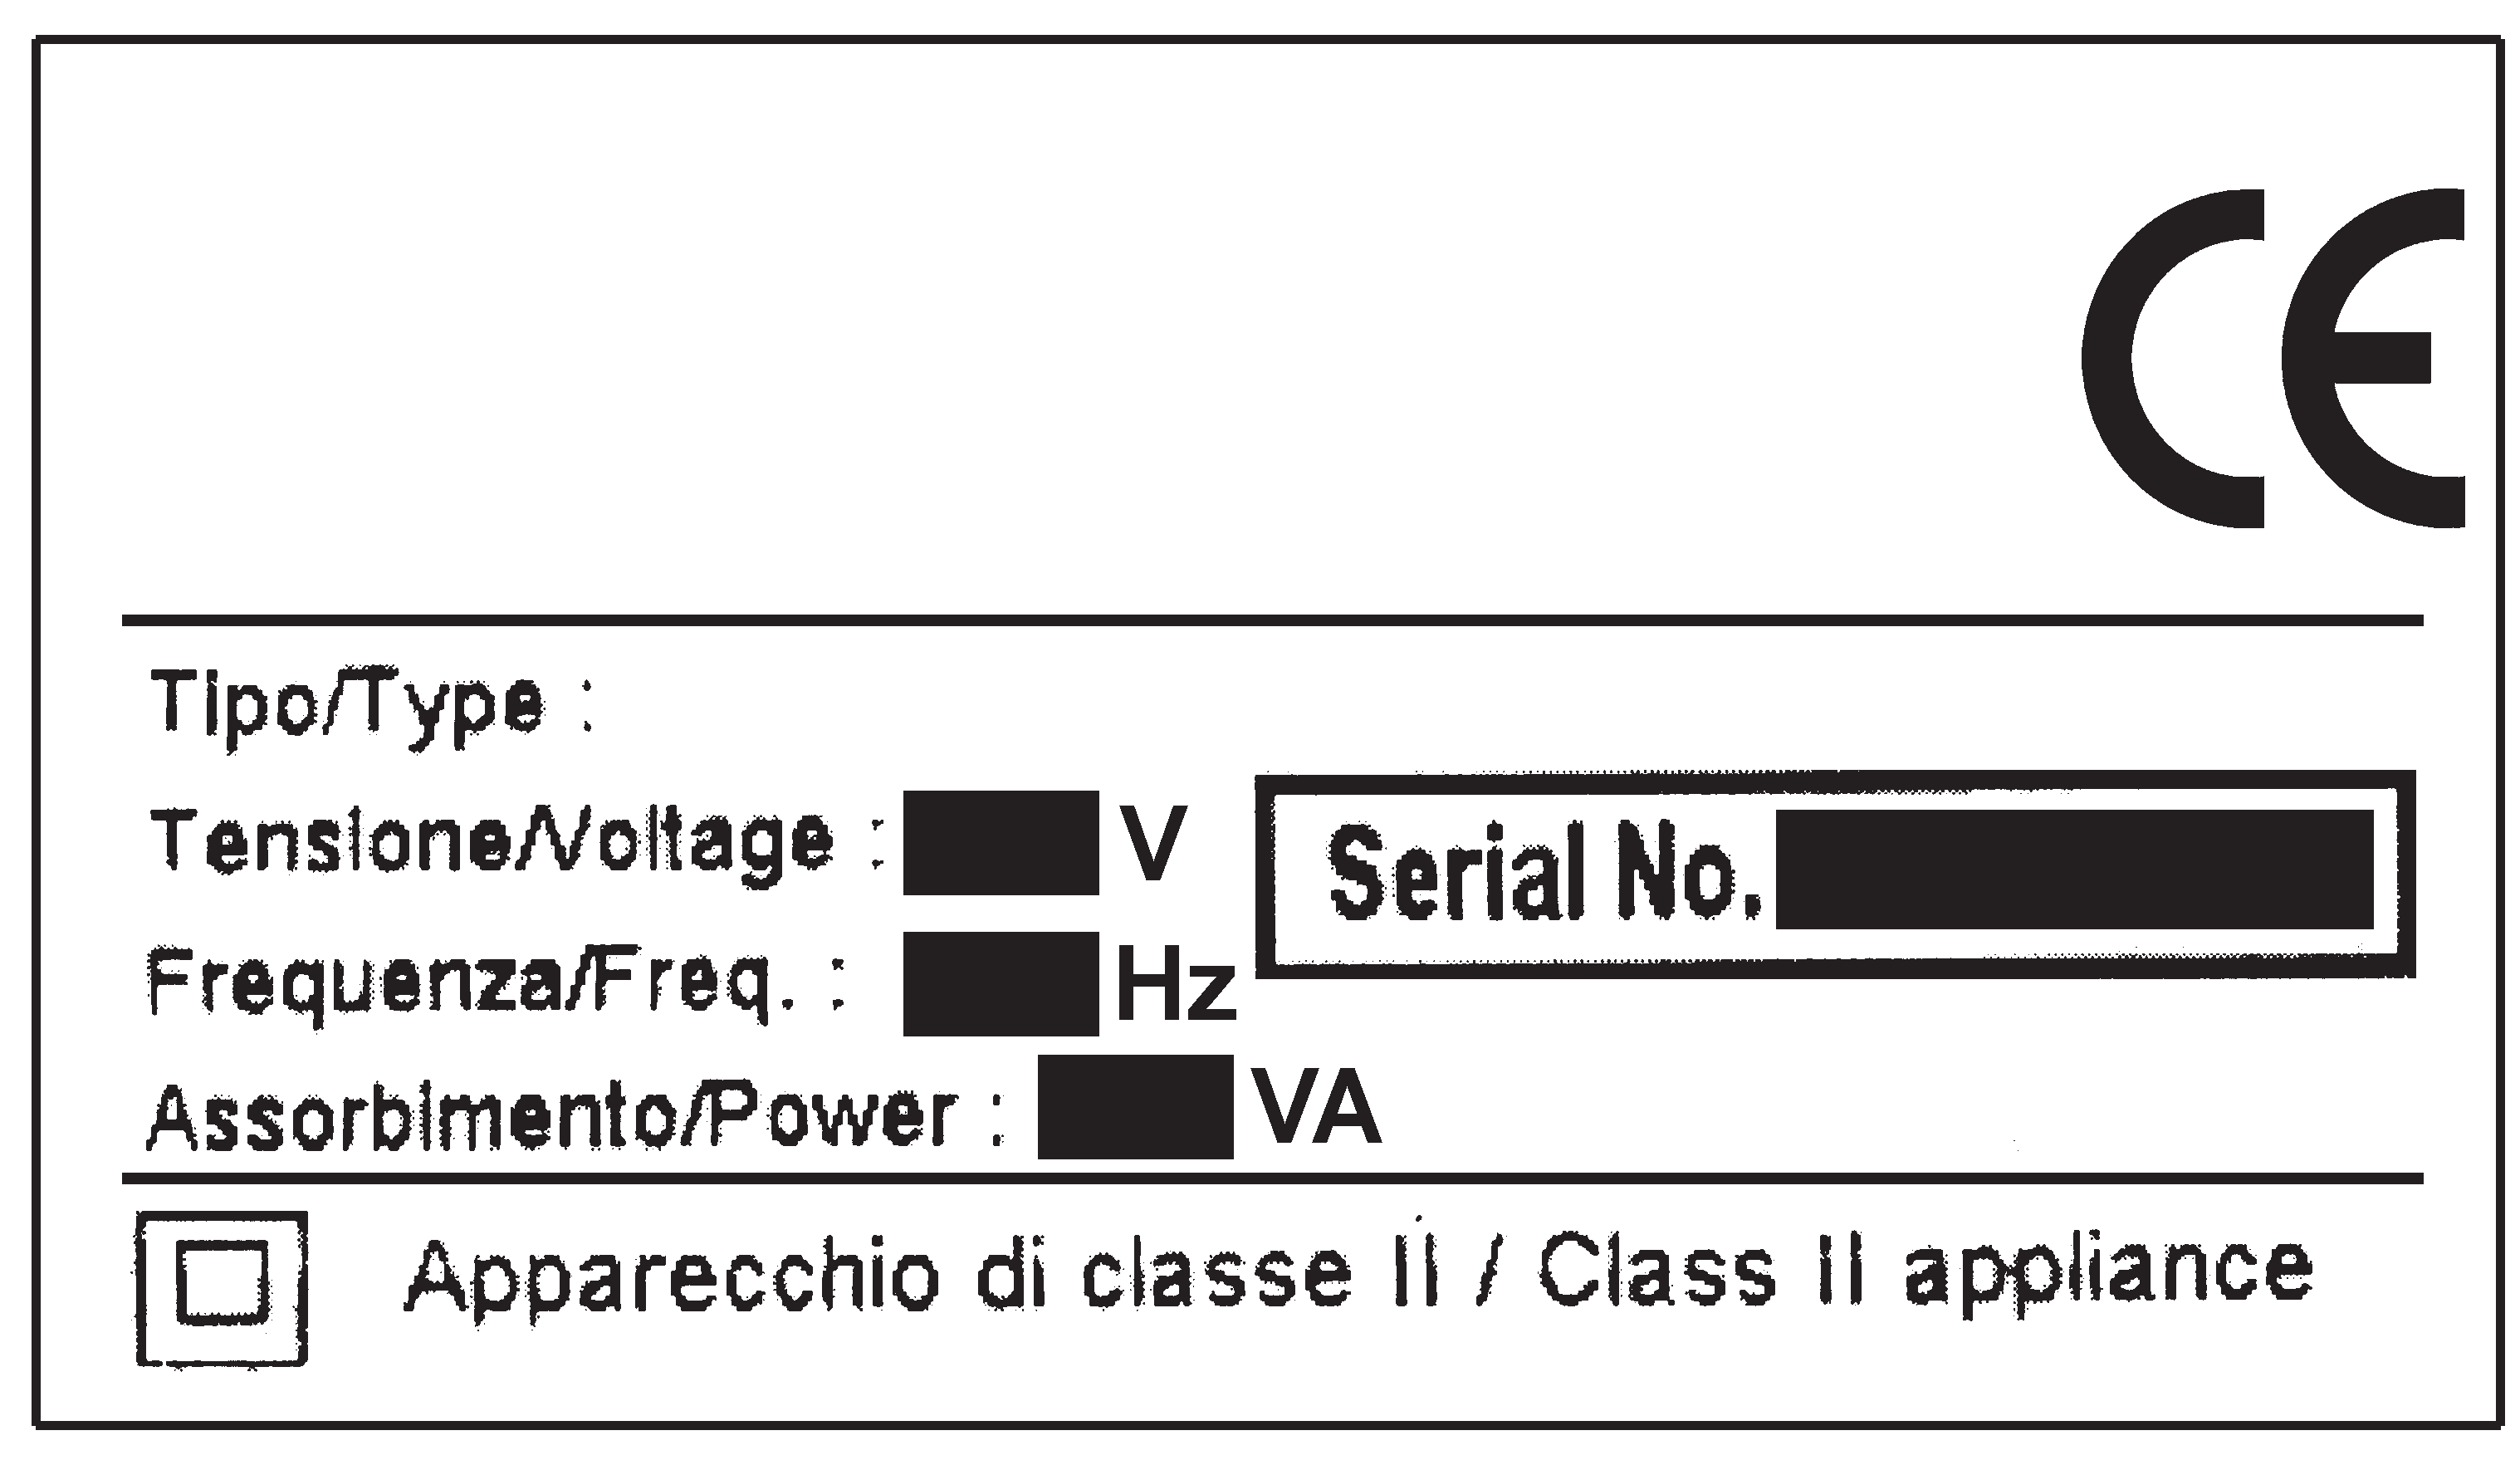 CE
Tipo/Type :
Tensione/Voltage : V
Serial No.
Frequenza/Freq. : Hz
Assorbimento/Power : VA
Apparecchio di classe II / Class II appliance